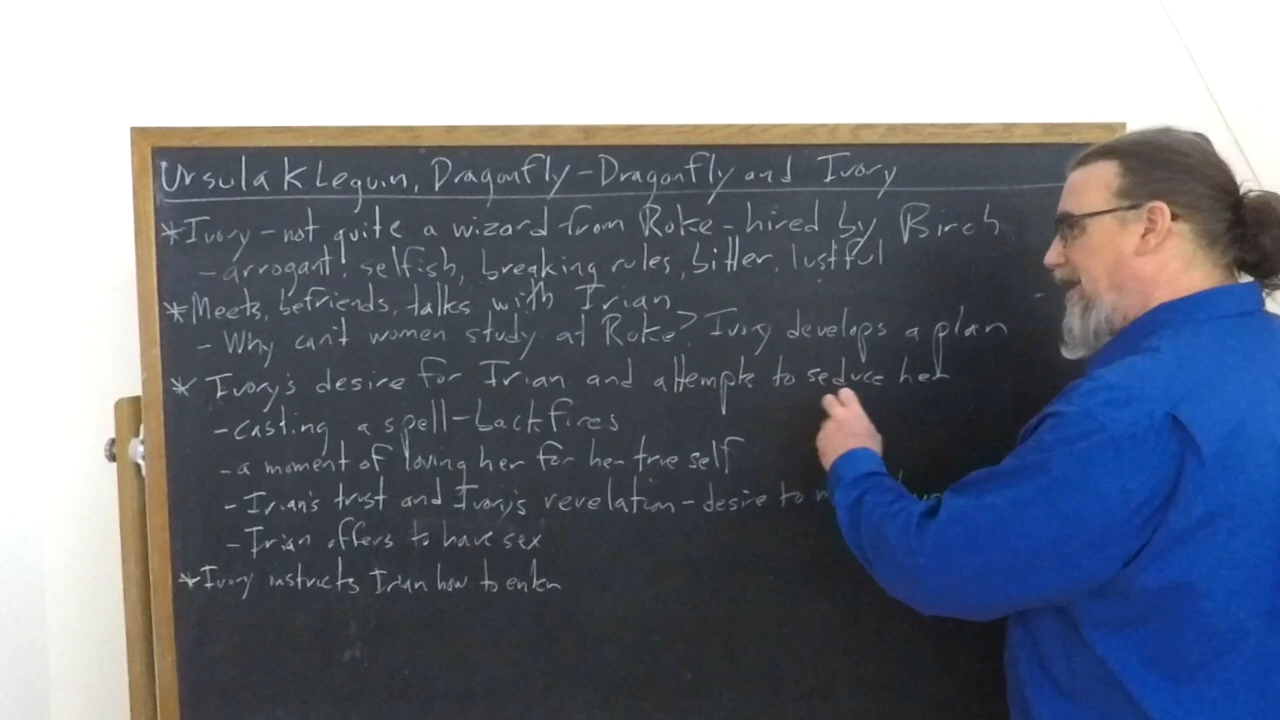 Ursula K Leguin, Dragonfly - Dragonfly and Ivory
* Ivory - not quite a wizard from Roke - hired by Birch
- arrogant, selfish, breaking rules, bitter, lustful
* Meets, befriends, talks with Irian
- Why can't women study at Roke? Ivory develops a plan
* Ivory's desire for Irian and attempts to seduce her
- casting a spell - backfires
- a moment of loving her for her true self
- Irian's trust and Ivory's revelation - desire to
- Irian offers to have sex
* Ivory instructs Irian how to enter